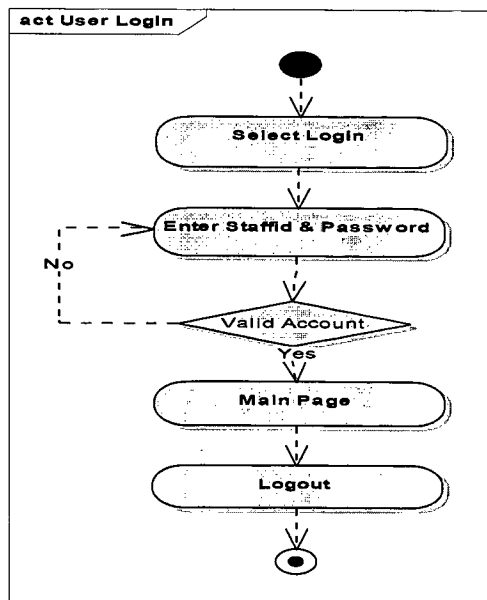 act User Login
Select Login
Enter Staffid & Password
No
Valid Account
Yes
Main Page
Logout